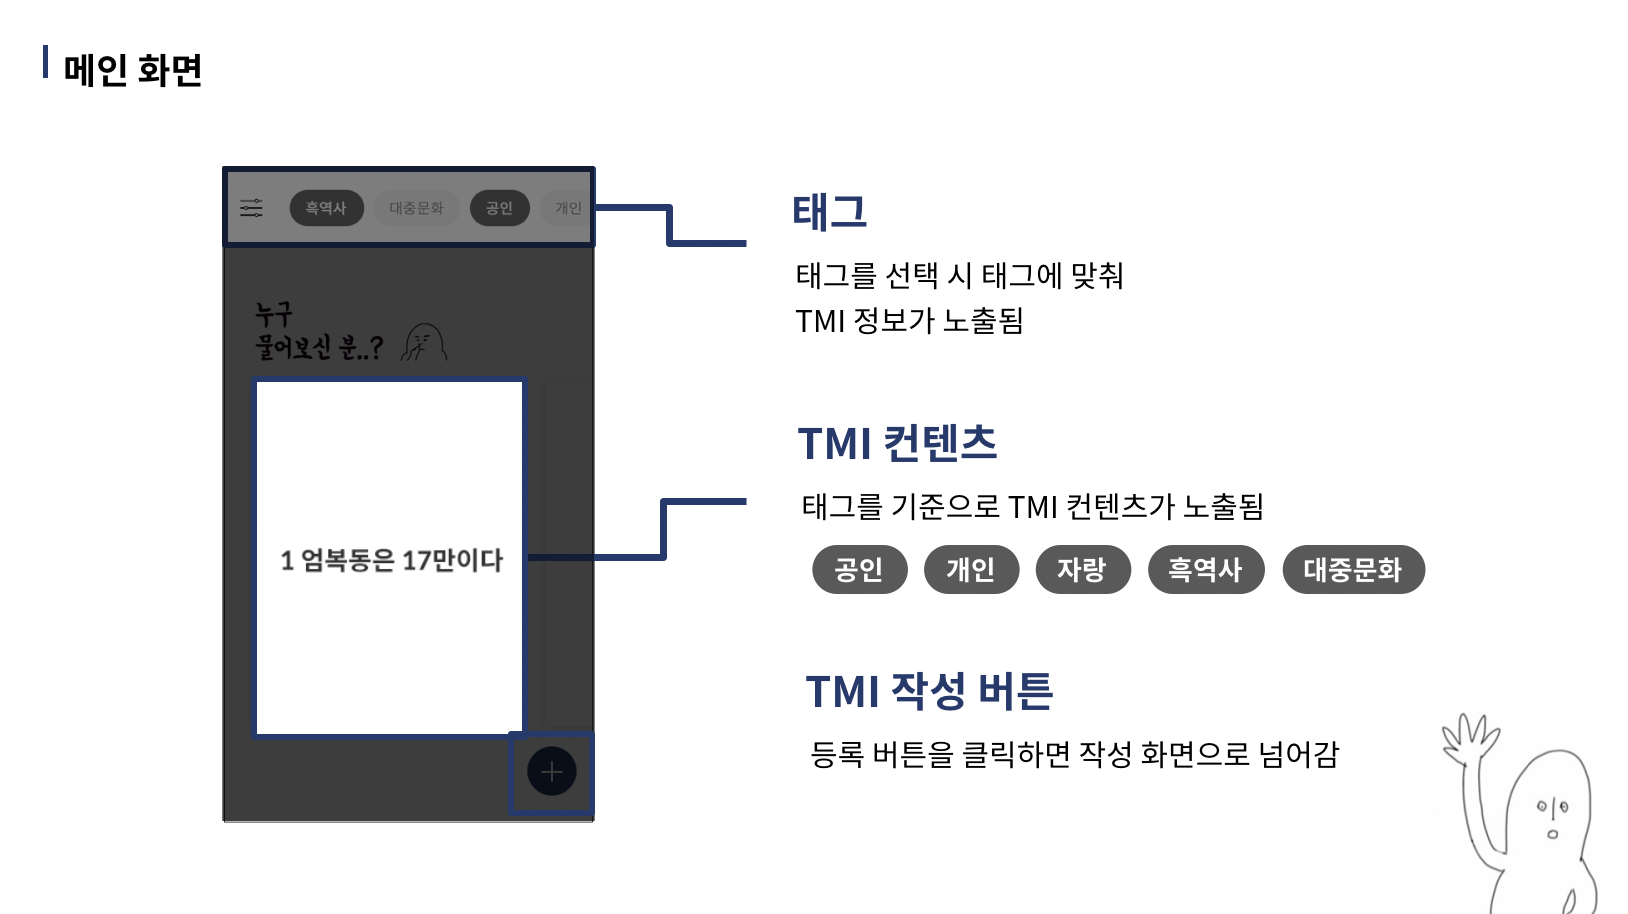 메인 화면
흑역사 대중문화 공인 개인
누구
물어보신 분..?
1 엄복동은 17만이다
태그
태그를 선택 시 태그에 맞춰
TMI 정보가 노출됨
TMI 컨텐츠
태그를 기준으로 TMI 컨텐츠가 노출됨
공인 개인 자랑 흑역사 대중문화
TMI 작성 버튼
등록 버튼을 클릭하면 작성 화면으로 넘어감